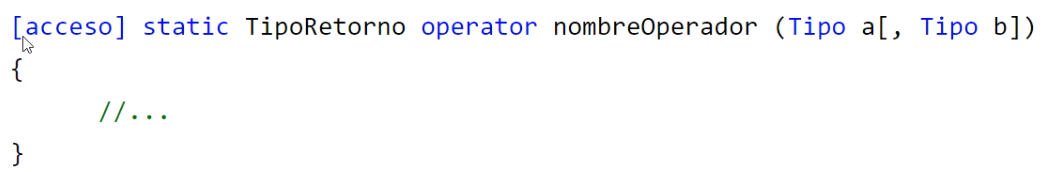 [acceso] static TipoRetorno operator nombreOperador (Tipo a[, Tipo b])
{
//...
}